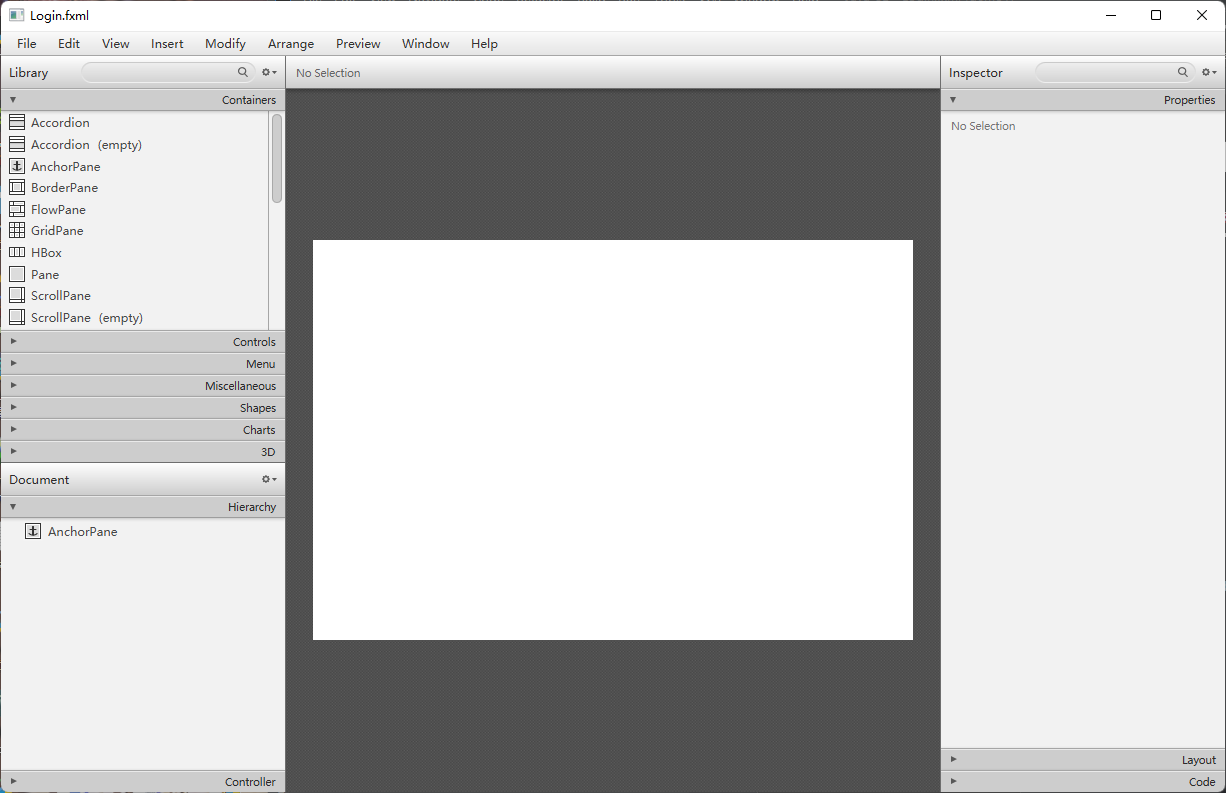 Login.fxml
File Edit View Insert Modify Arrange Preview Window Help
Library
Containers
Accordion
Accordion (empty)
AnchorPane
BorderPane
FlowPane
GridPane
HBox
Pane
ScrollPane
ScrollPane (empty)
Controls
Menu
Miscellaneous
Shapes
Charts
3D
Document
Hierarchy
AnchorPane
Controller
No Selection
Inspector
Properties
No Selection
Layout
Code